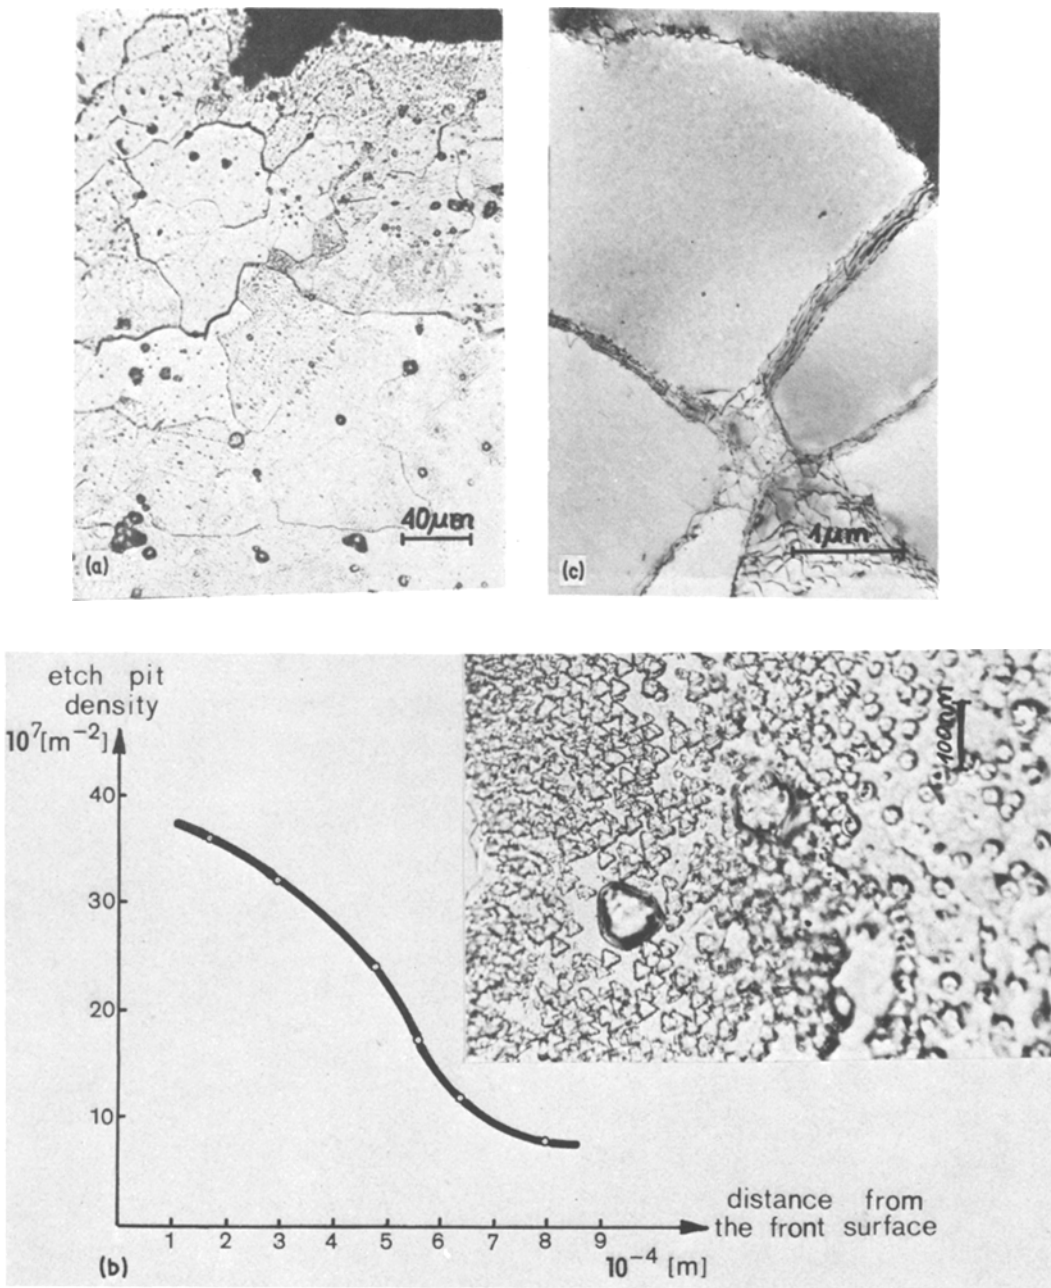 40μm
(a)
1μm
(c)
etch pit
density
10⁷[m⁻²]
100μm
40
30
20
10
distance from
the front surface
1 2 3 4 5 6 7 8 9
10⁻⁴ [m]
(b)